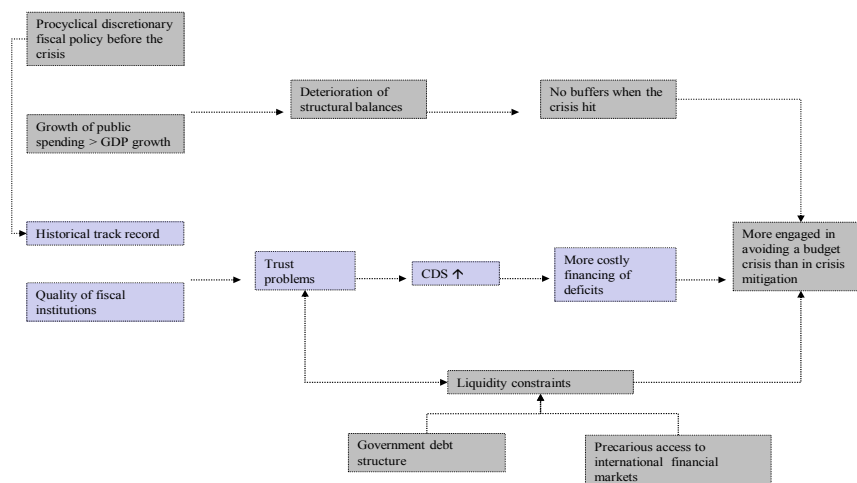 Procyclical discretionary
fiscal policy before the
crisis
Deterioration of
structural balances
No buffers when the
crisis hit
Growth of public
spending > GDP growth
Historical track record
Quality of fiscal
institutions
Trust
problems
CDS ↑
More costly
financing of
deficits
More engaged in
avoiding a budget
crisis than in crisis
mitigation
Liquidity constraints
Government debt
structure
Precarious access to
international financial
markets